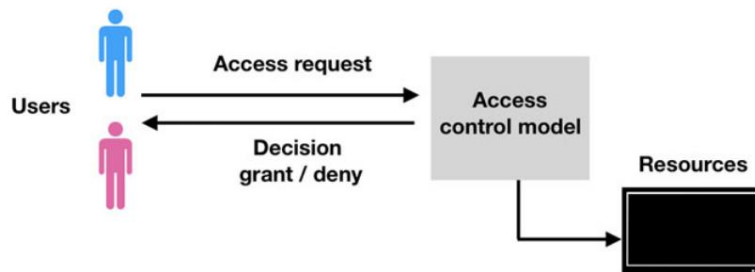 Access request
Users
Access
control model
Decision
grant / deny
Resources